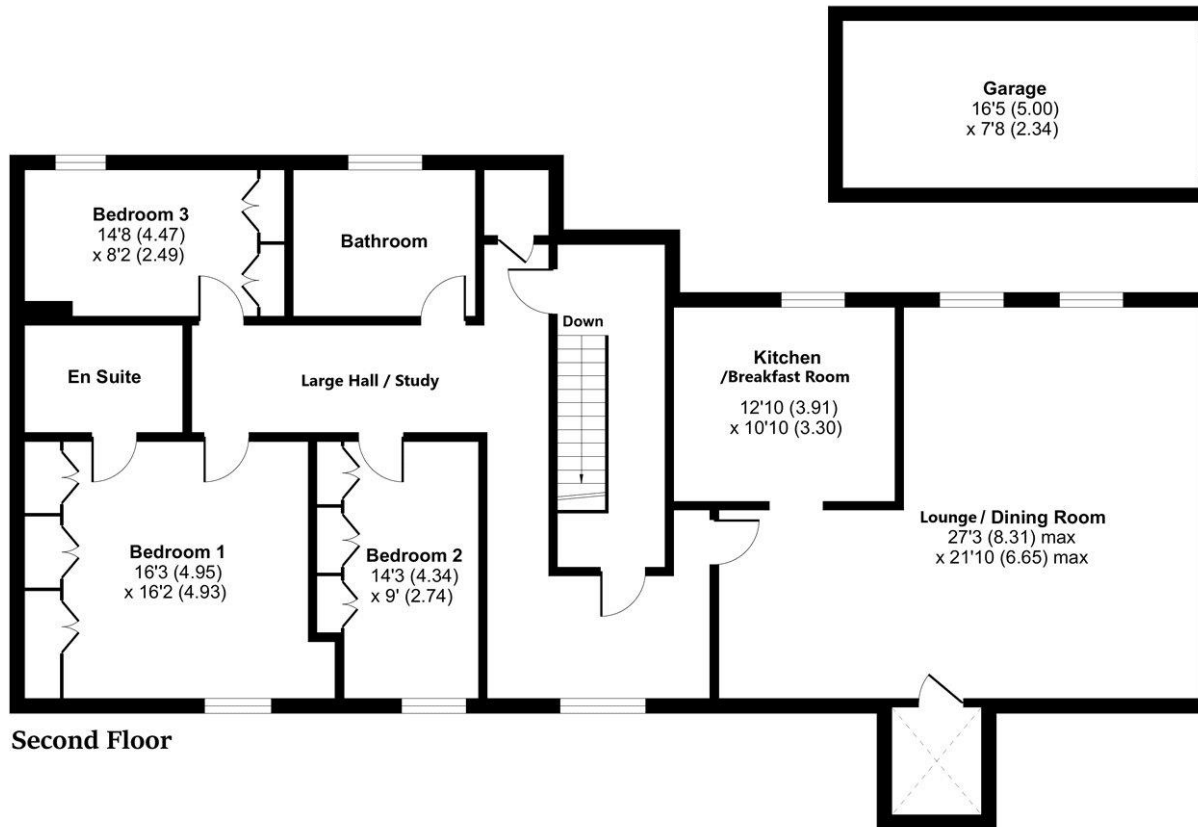 Garage
16'5 (5.00)
x 7'8 (2.34)
Bedroom 3
14'8 (4.47)
x 8'2 (2.49)
Bathroom
Down
Kitchen
/Breakfast Room
12'10 (3.91)
x 10'10 (3.30)
En Suite
Large Hall / Study
Lounge / Dining Room
27'3 (8.31) max
x 21'10 (6.65) max
Bedroom 1
16'3 (4.95)
x 16'2 (4.93)
Bedroom 2
14'3 (4.34)
x 9' (2.74)
Second Floor